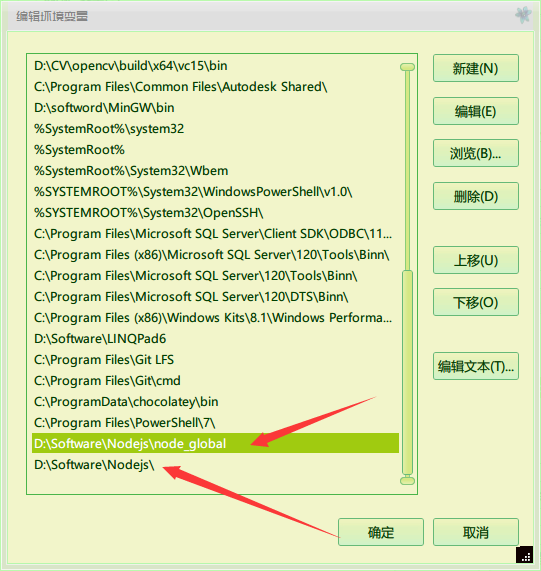 编辑环境变量
D:\CV\opencv\build\x64\vc15\bin
C:\Program Files\Common Files\Autodesk Shared\
D:\softword\MinGW\bin
%SystemRoot%\system32
%SystemRoot%
%SystemRoot%\System32\Wbem
%SYSTEMROOT%\System32\WindowsPowerShell\v1.0\
%SYSTEMROOT%\System32\OpenSSH\
C:\Program Files\Microsoft SQL Server\Client SDK\ODBC\11...
C:\Program Files (x86)\Microsoft SQL Server\120\Tools\Binn\
C:\Program Files\Microsoft SQL Server\120\Tools\Binn\
C:\Program Files\Microsoft SQL Server\120\DTS\Binn\
C:\Program Files (x86)\Windows Kits\8.1\Windows Performa...
D:\Software\LINQPad6
C:\Program Files\Git LFS
C:\Program Files\Git\cmd
C:\ProgramData\chocolatey\bin
C:\Program Files\PowerShell\7\
D:\Software\Nodejs\node_global
D:\Software\Nodejs\
新建(N)
编辑(E)
浏览(B)...
删除(D)
上移(U)
下移(O)
编辑文本(T)...
确定
取消